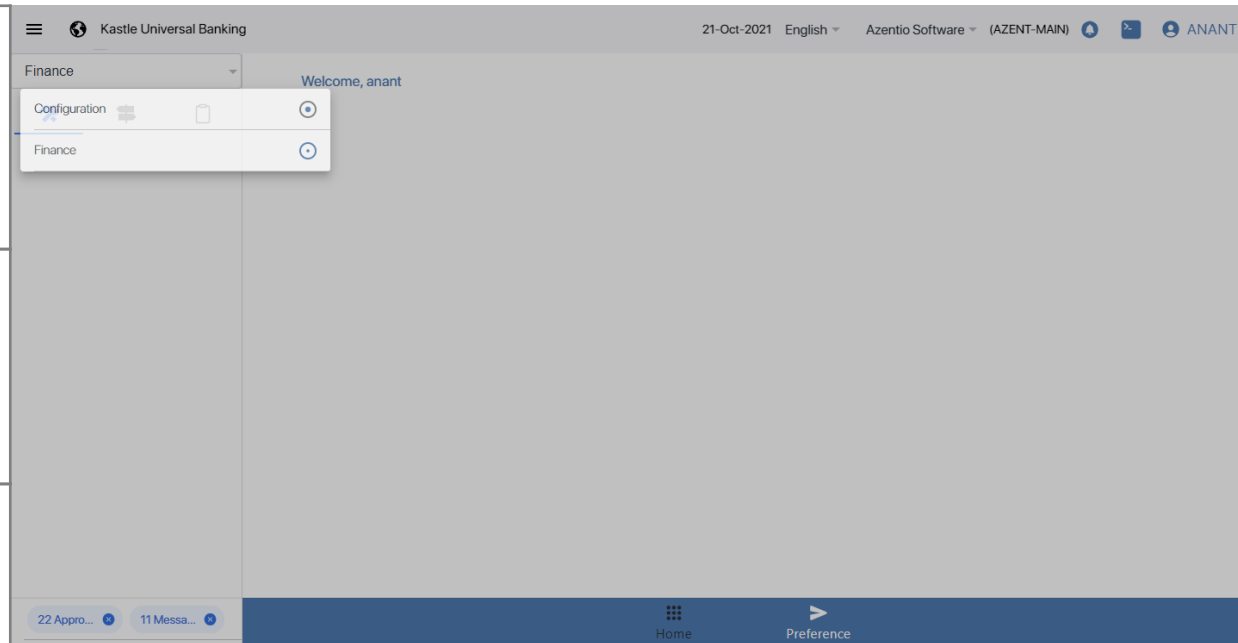 Kastle Universal Banking 21-Oct-2021 English Azentio Software (AZENT-MAIN) ANANT
Finance
Welcome, anant
Configuration
Finance
22 Appro... 11 Messa...
Home Preference